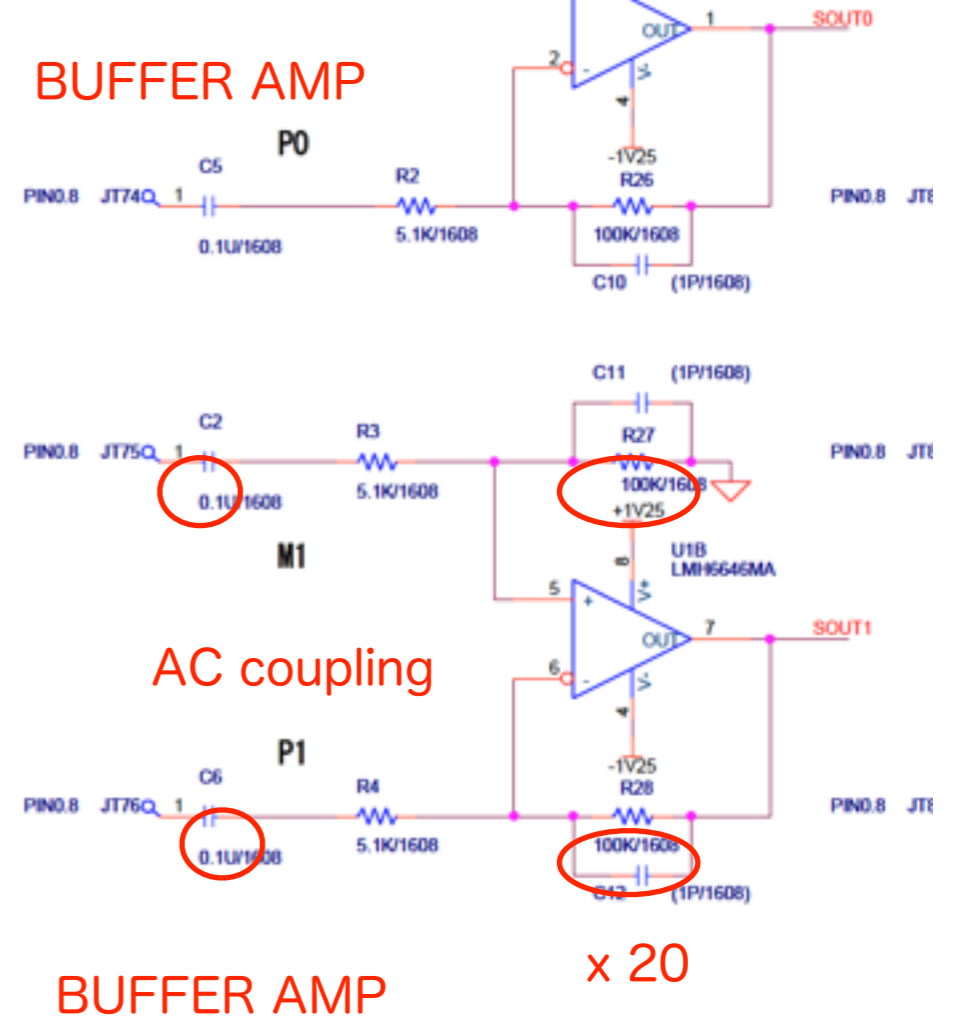 1
SOUT0
OUT
2
-
V-
BUFFER AMP
4
P0
-1V25
C5
R2
R26
PIN0.8 JT74 1
PIN0.8
0.1U/1608
5.1K/1608
100K/1608
C10 (1P/1608)
C11 (1P/1608)
C2
R3
R27
PIN0.8 JT75 1
PIN0.8
0.1U/1608
5.1K/1608
100K/1608
+1V25
M1
8
U1B
LMH6646MA
V+
5
+
7
SOUT1
OUT
AC coupling
6
-
V-
4
P1
-1V25
C6
R4
R28
PIN0.8 JT76 1
PIN0.8
0.1U/1608
5.1K/1608
100K/1608
C12 (1P/1608)
x 20
BUFFER AMP